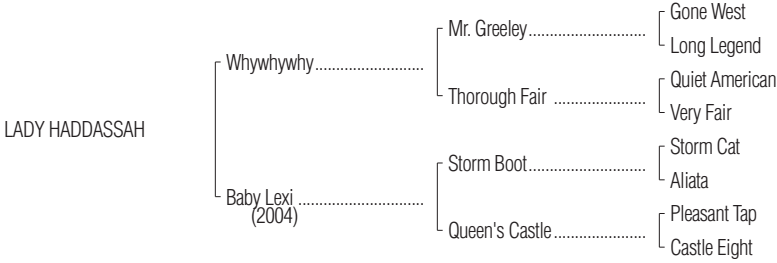 Gone West
Mr. Greeley............................
Long Legend
Whywhywhy..........................
Quiet American
Thorough Fair ......................
Very Fair
LADY HADDASSAH
Storm Cat
Storm Boot............................
Aliata
Baby Lexi ..............................
(2004)
Pleasant Tap
Queen's Castle......................
Castle Eight